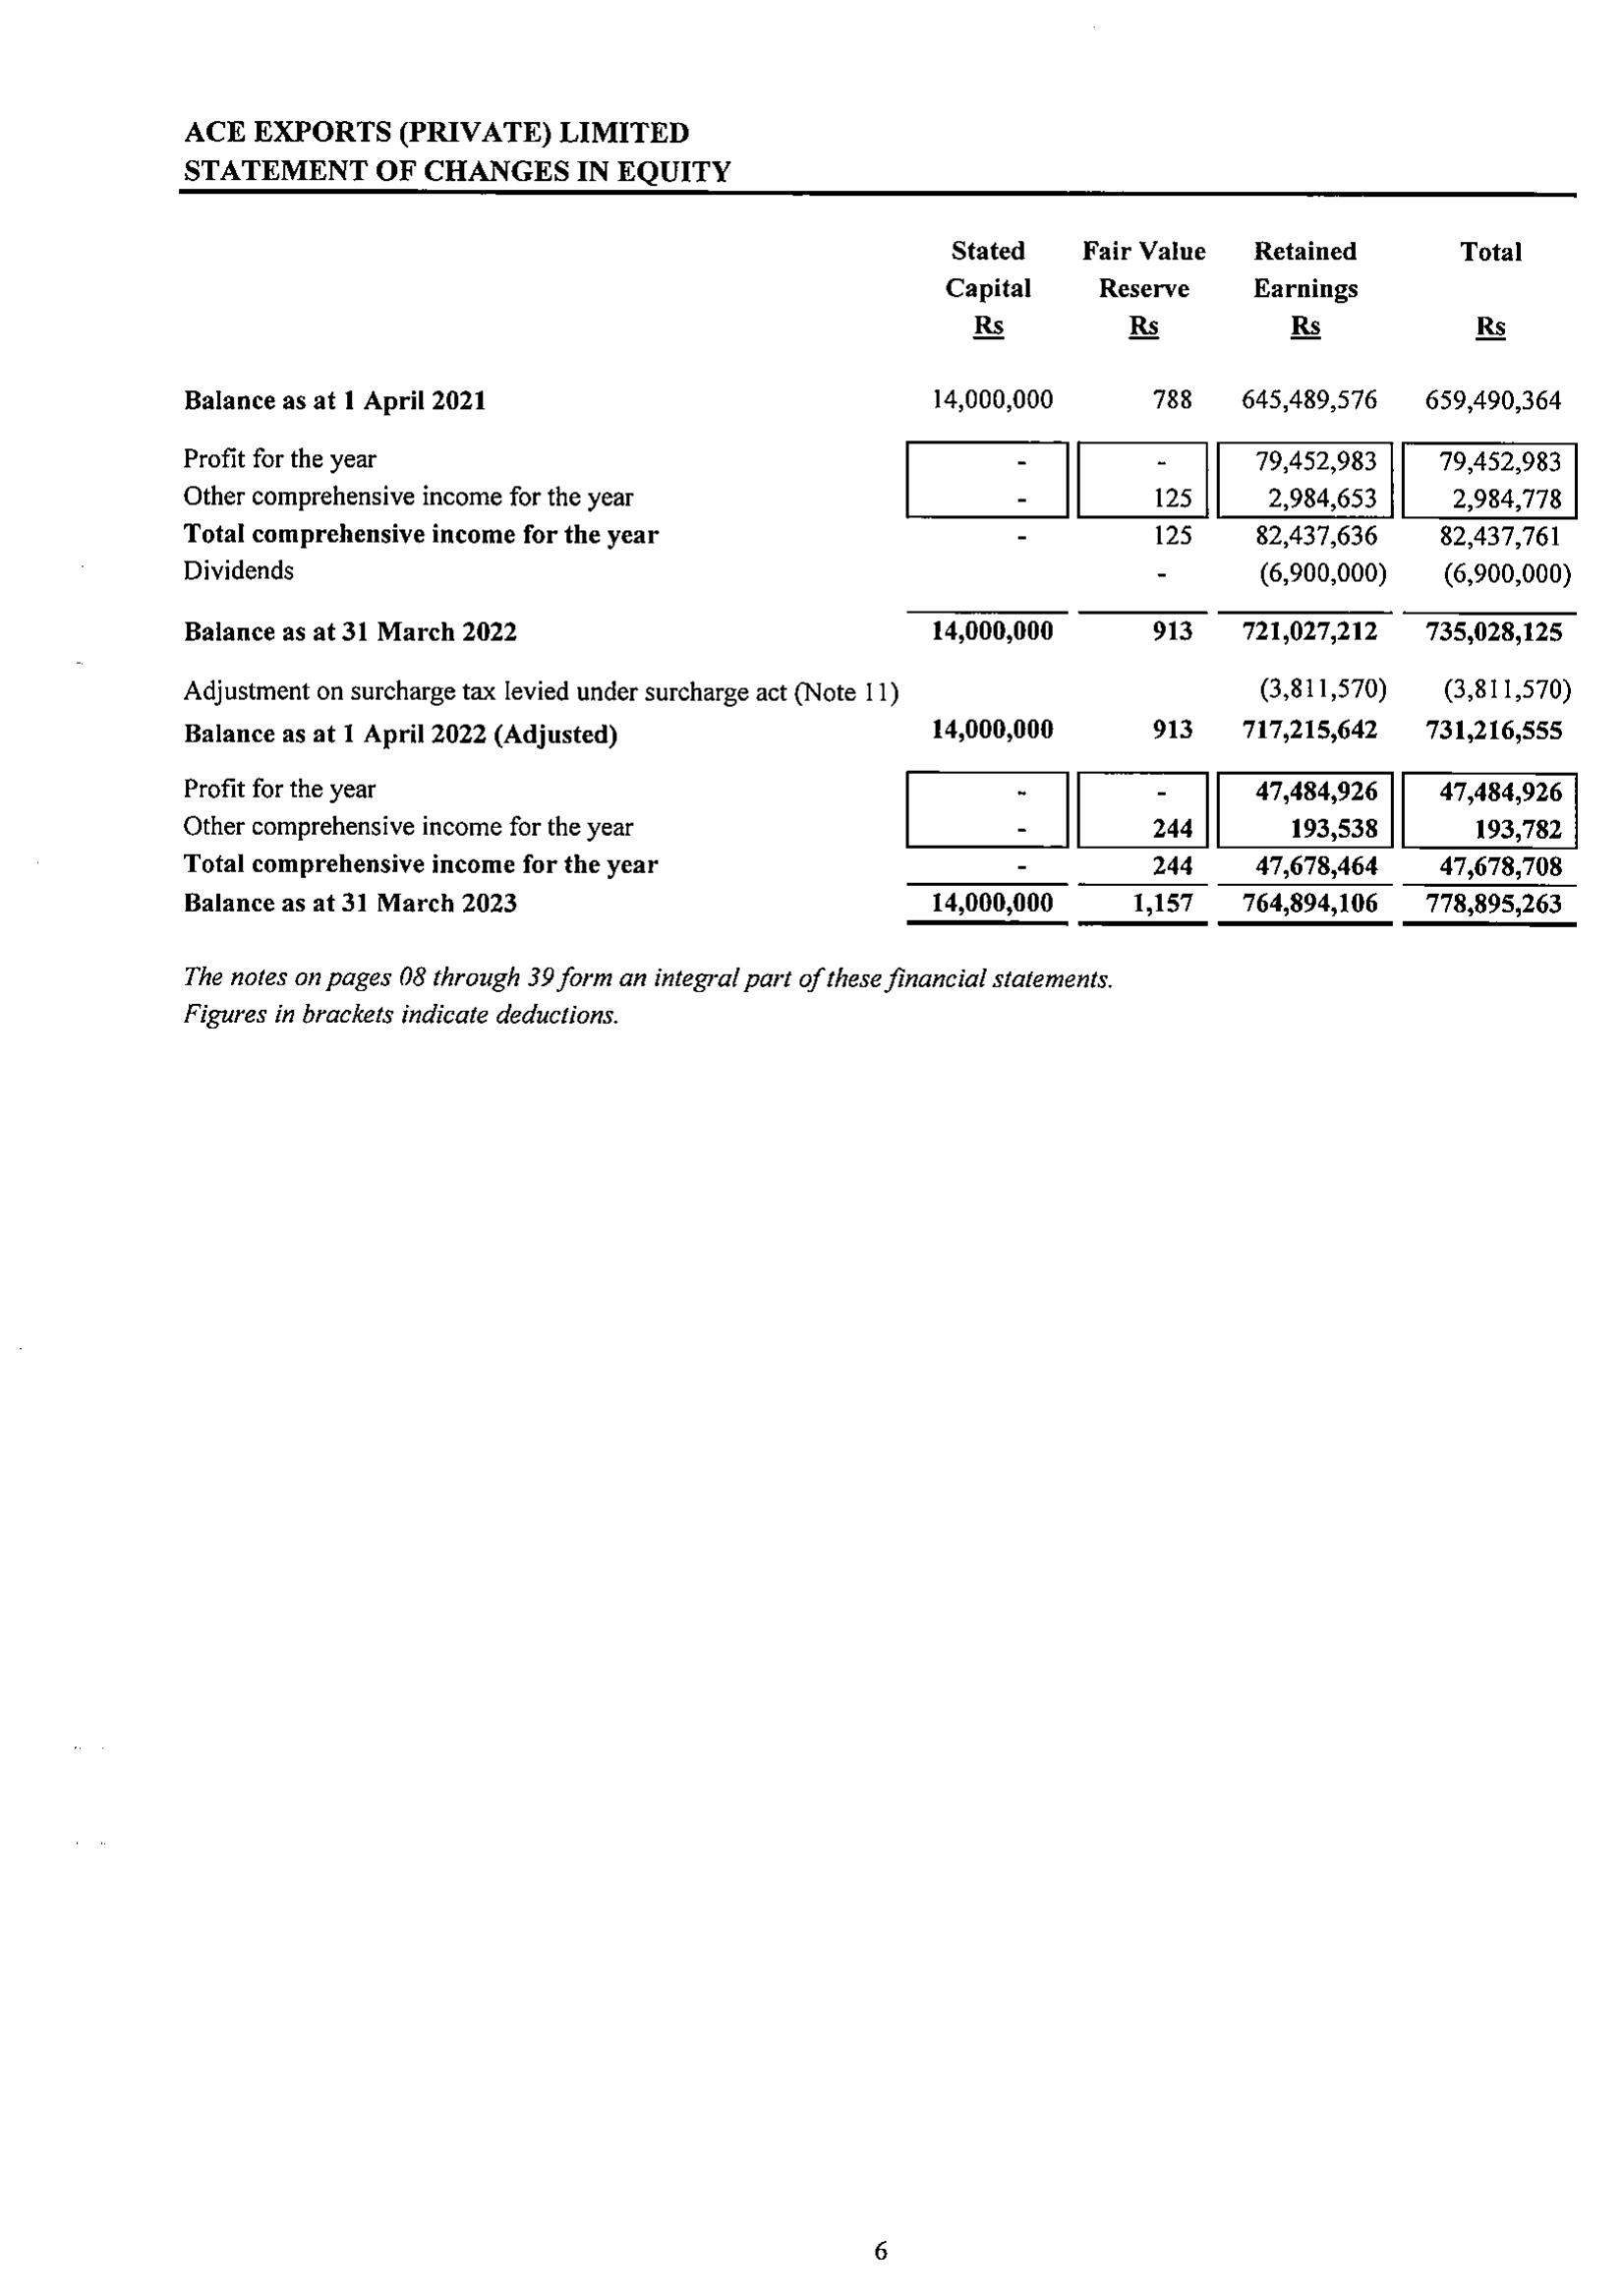 ACE EXPORTS (PRIVATE) LIMITED
STATEMENT OF CHANGES IN EQUITY
Stated Fair Value Retained Total
Capital Reserve Earnings
Rs Rs Rs Rs
Balance as at 1 April 2021 14,000,000 788 645,489,576 659,490,364
Profit for the year - - 79,452,983 79,452,983
Other comprehensive income for the year - 125 2,984,653 2,984,778
Total comprehensive income for the year - 125 82,437,636 82,437,761
Dividends - (6,900,000) (6,900,000)
Balance as at 31 March 2022 14,000,000 913 721,027,212 735,028,125
Adjustment on surcharge tax levied under surcharge act (Note 11) (3,811,570) (3,811,570)
Balance as at 1 April 2022 (Adjusted) 14,000,000 913 717,215,642 731,216,555
Profit for the year - - 47,484,926 47,484,926
Other comprehensive income for the year - 244 193,538 193,782
Total comprehensive income for the year - 244 47,678,464 47,678,708
Balance as at 31 March 2023 14,000,000 1,157 764,894,106 778,895,263
The notes on pages 08 through 39 form an integral part of these financial statements.
Figures in brackets indicate deductions.
6